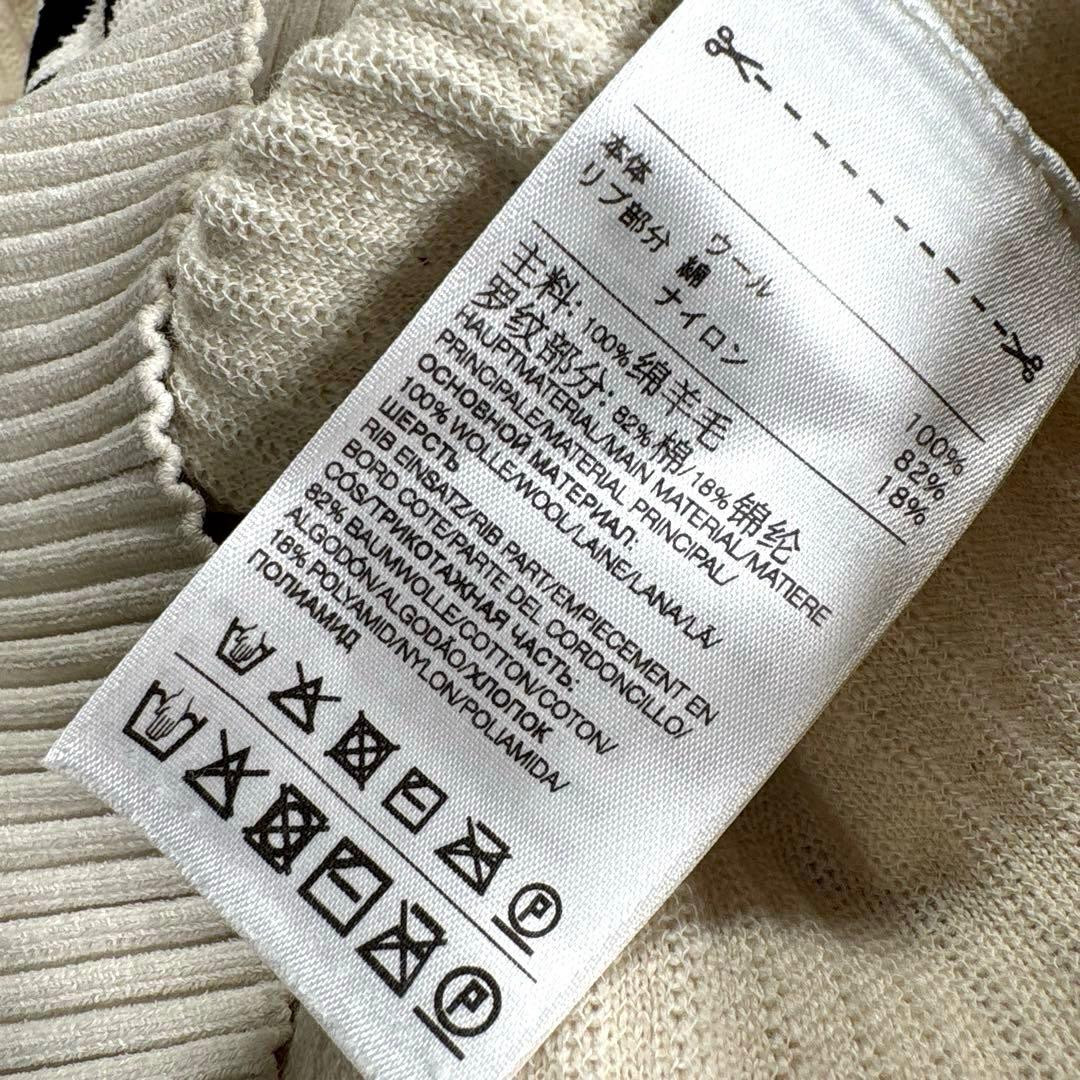 本体 ウール 100%
リブ部分 綿 82%
ナイロン 18%
主料: 100%绵羊毛
罗纹部分: 82%棉/18%锦纶
HAUPTMATERIAL/MAIN MATERIAL/MATIERE
PRINCIPALE/MATERIAL PRINCIPAL/
ОСНОВНОЙ МАТЕРИАЛ.
100% WOLLE/WOOL/LAINE/LANA/LÃ/
ШЕРСТЬ
RIB EINSATZ/RIB PART/EMPIECEMENT EN
BORD COTE/PARTE DEL CORDONCILLO/
CÓS/ТРИКОТАЖНАЯ ЧАСТЬ:
82% BAUMWOLLE/COTTON/COTON/
ALGODÓN/ALGODÃO/ХЛОПОК
18% POLYAMID/NYLON/POLIAMIDA/
ПОЛИАМИД
P
P